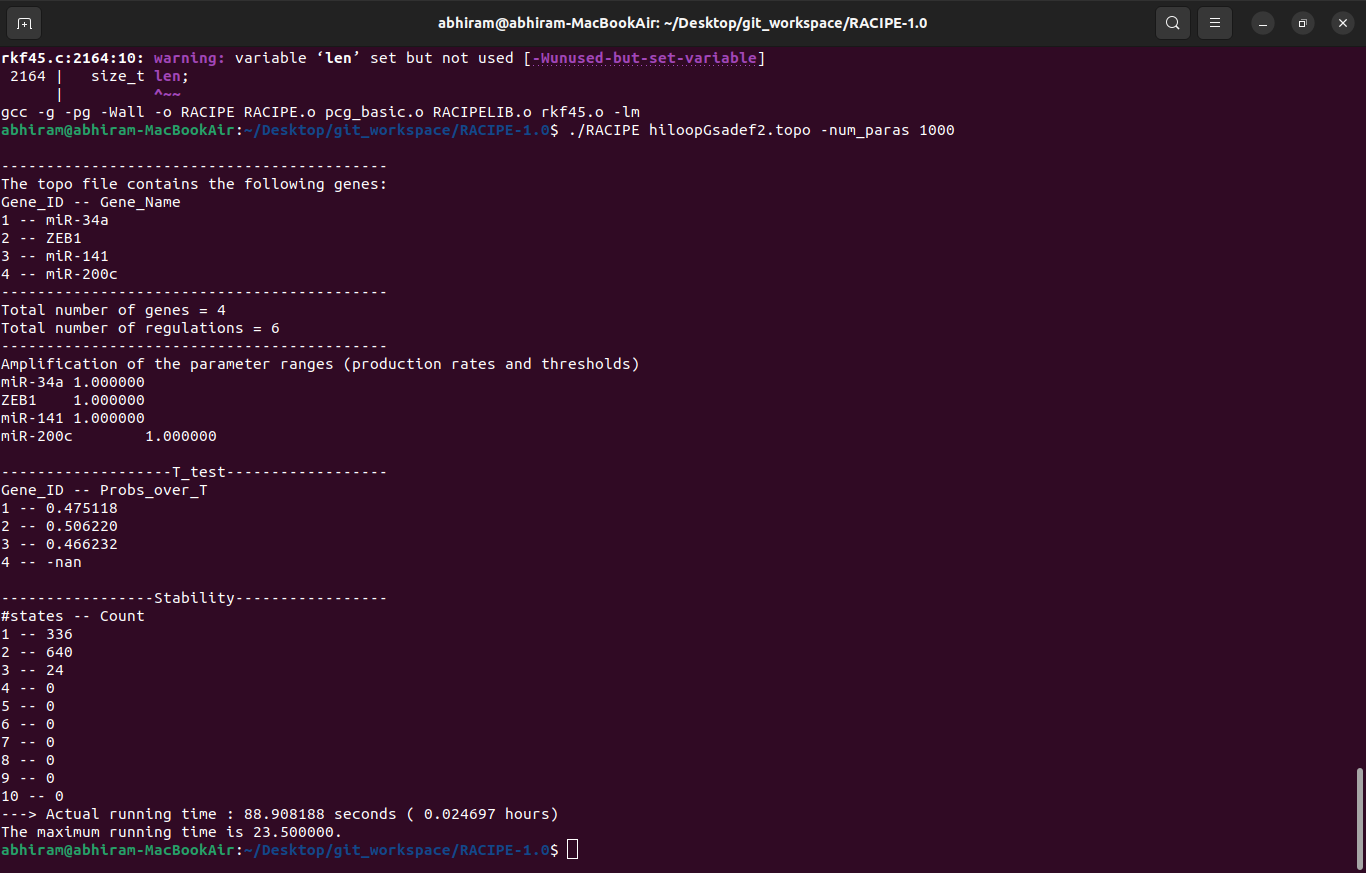 abhiram@abhiram-MacBookAir: ~/Desktop/git_workspace/RACIPE-1.0
rkf45.c:2164:10: warning: variable ‘len’ set but not used [-Wunused-but-set-variable]
 2164 |   size_t len;
      |          ^~~
gcc -g -pg -Wall -o RACIPE RACIPE.o pcg_basic.o RACIPELIB.o rkf45.o -lm
abhiram@abhiram-MacBookAir:~/Desktop/git_workspace/RACIPE-1.0$ ./RACIPE hiloopGsadef2.topo -num_paras 1000
-------------------------------------------
The topo file contains the following genes:
Gene_ID -- Gene_Name
1 -- miR-34a
2 -- ZEB1
3 -- miR-141
4 -- miR-200c
-------------------------------------------
Total number of genes = 4
Total number of regulations = 6
-------------------------------------------
Amplification of the parameter ranges (production rates and thresholds)
miR-34a 1.000000
ZEB1    1.000000
miR-141 1.000000
miR-200c        1.000000
-------------------T_test------------------
Gene_ID -- Probs_over_T
1 -- 0.475118
2 -- 0.506220
3 -- 0.466232
4 -- -nan
-----------------Stability-----------------
#states -- Count
1 -- 336
2 -- 640
3 -- 24
4 -- 0
5 -- 0
6 -- 0
7 -- 0
8 -- 0
9 -- 0
10 -- 0
---> Actual running time : 88.908188 seconds ( 0.024697 hours)
The maximum running time is 23.500000.
abhiram@abhiram-MacBookAir:~/Desktop/git_workspace/RACIPE-1.0$